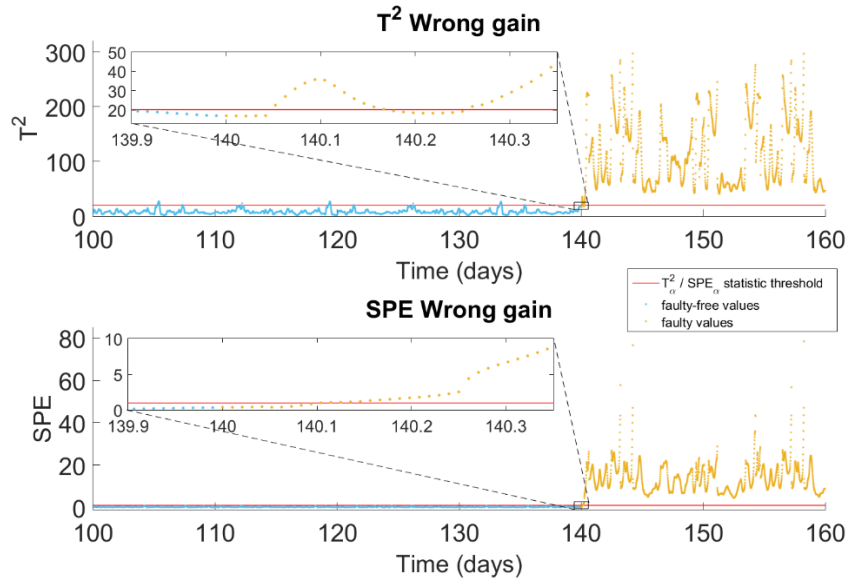 T² Wrong gain
300
200
100
0
T²
50
40
30
20
139.9 140 140.1 140.2 140.3
100 110 120 130 140 150 160
Time (days)
T²α / SPEα statistic threshold
faulty-free values
faulty values
SPE Wrong gain
80
60
40
20
0
SPE
10
5
0
139.9 140 140.1 140.2 140.3
100 110 120 130 140 150 160
Time (days)